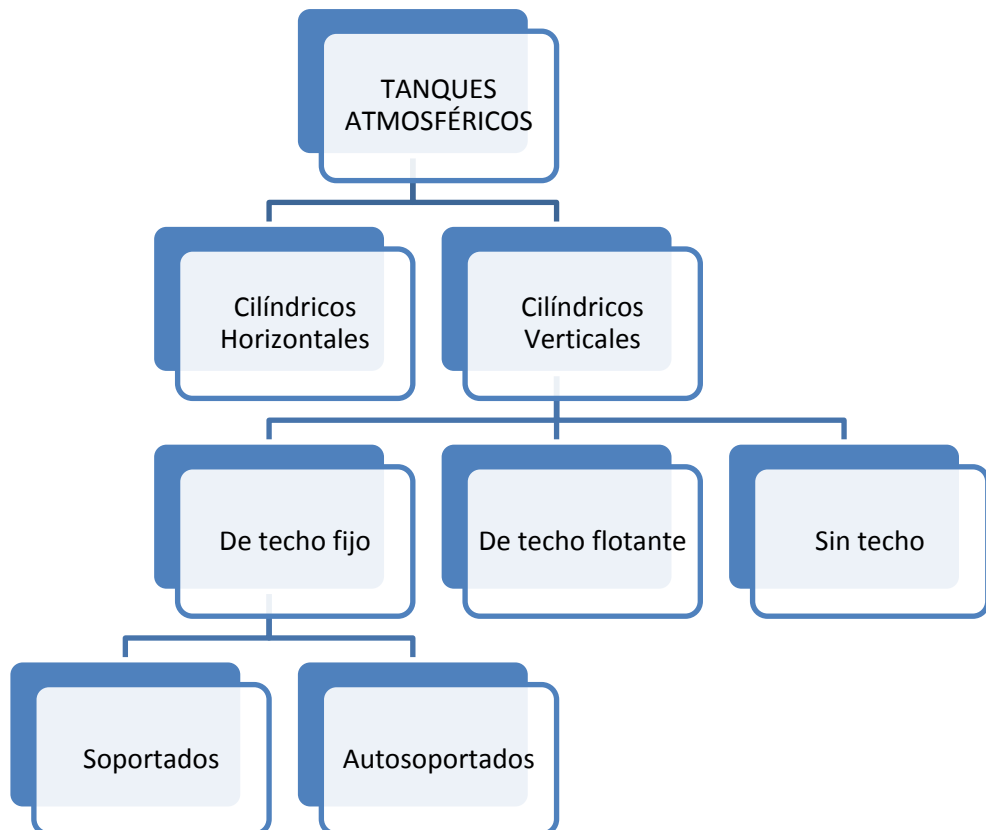 TANQUES
ATMOSFÉRICOS
Cilíndricos
Horizontales
Cilíndricos
Verticales
De techo fijo
De techo flotante
Sin techo
Soportados
Autosoportados